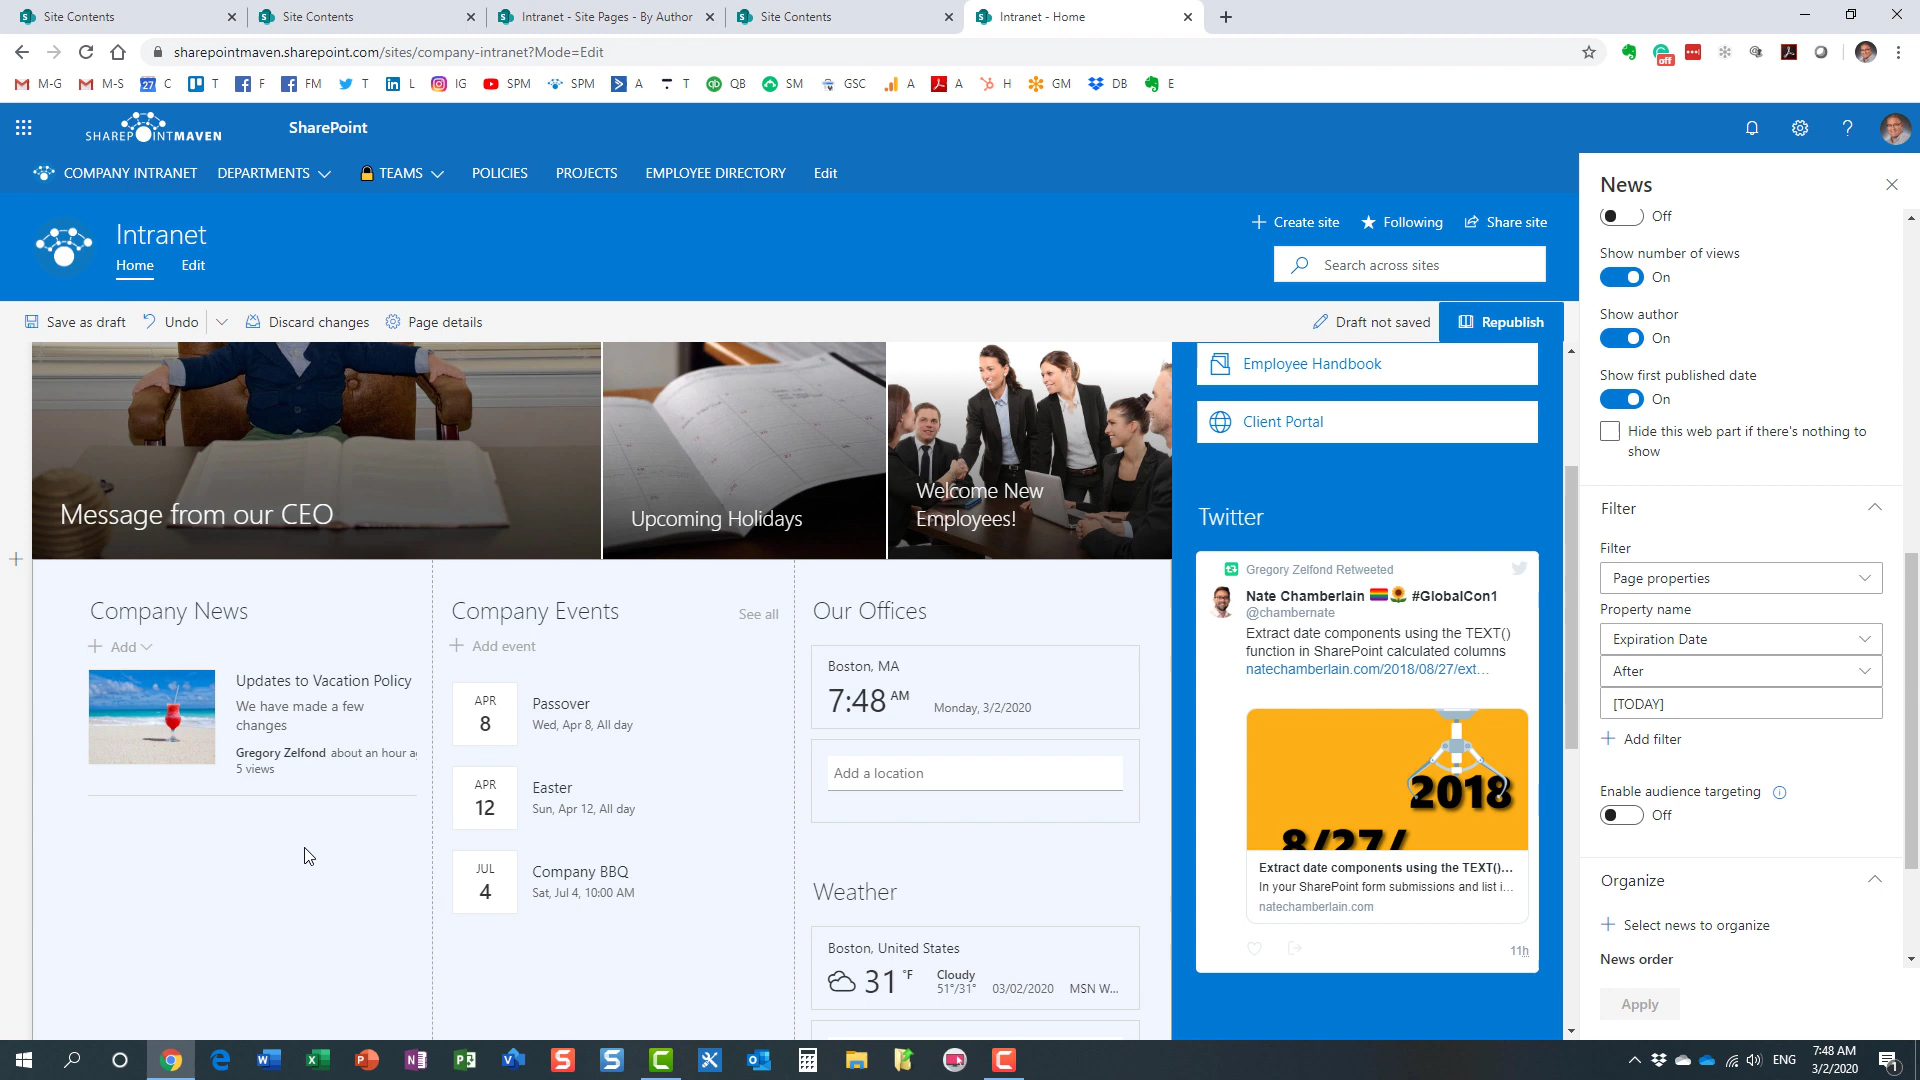 Site Contents
Site Contents
Intranet - Site Pages - By Author
Site Contents
Intranet - Home
sharepointmaven.sharepoint.com/sites/company-intranet?Mode=Edit
off
M-G
M-S
27
C
T
F
FM
T
L
IG
SPM
SPM
A
T
QB
SM
GSC
A
A
H
GM
DB
E
SHAREPOINTMAVEN
SharePoint
COMPANY INTRANET
DEPARTMENTS
TEAMS
POLICIES
PROJECTS
EMPLOYEE DIRECTORY
Edit
Intranet
Home
Edit
Create site
Following
Share site
Search across sites
Save as draft
Undo
Discard changes
Page details
Draft not saved
Republish
Message from our CEO
Upcoming Holidays
Welcome New
Employees!
Company News
Add
Updates to Vacation Policy
We have made a few
changes
Gregory Zelfond about an hour a
5 views
Company Events
See all
Add event
APR
8
Passover
Wed, Apr 8, All day
APR
12
Easter
Sun, Apr 12, All day
JUL
4
Company BBQ
Sat, Jul 4, 10:00 AM
Our Offices
Boston, MA
7:48 AM
Monday, 3/2/2020
Add a location
Weather
Boston, United States
31 °F
Cloudy
51°/31°
03/02/2020
MSN W...
Employee Handbook
Client Portal
Twitter
Gregory Zelfond Retweeted
Nate Chamberlain #GlobalCon1
@chambernate
Extract date components using the TEXT()
function in SharePoint calculated columns
natechamberlain.com/2018/08/27/ext…
2018
8/27/
Extract date components using the TEXT()...
In your SharePoint form submissions and list i...
natechamberlain.com
11h
News
Off
Show number of views
On
Show author
On
Show first published date
On
Hide this web part if there's nothing to
show
Filter
Filter
Page properties
Property name
Expiration Date
After
[TODAY]
Add filter
Enable audience targeting
Off
Organize
Select news to organize
News order
Apply
ENG
7:48 AM
3/2/2020
1